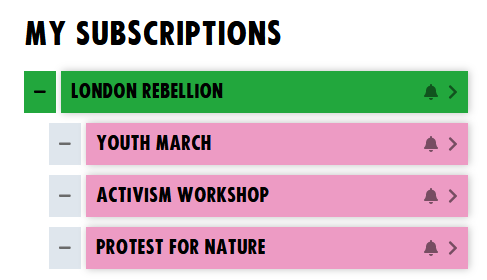 MY SUBSCRIPTIONS
LONDON REBELLION
YOUTH MARCH
ACTIVISM WORKSHOP
PROTEST FOR NATURE